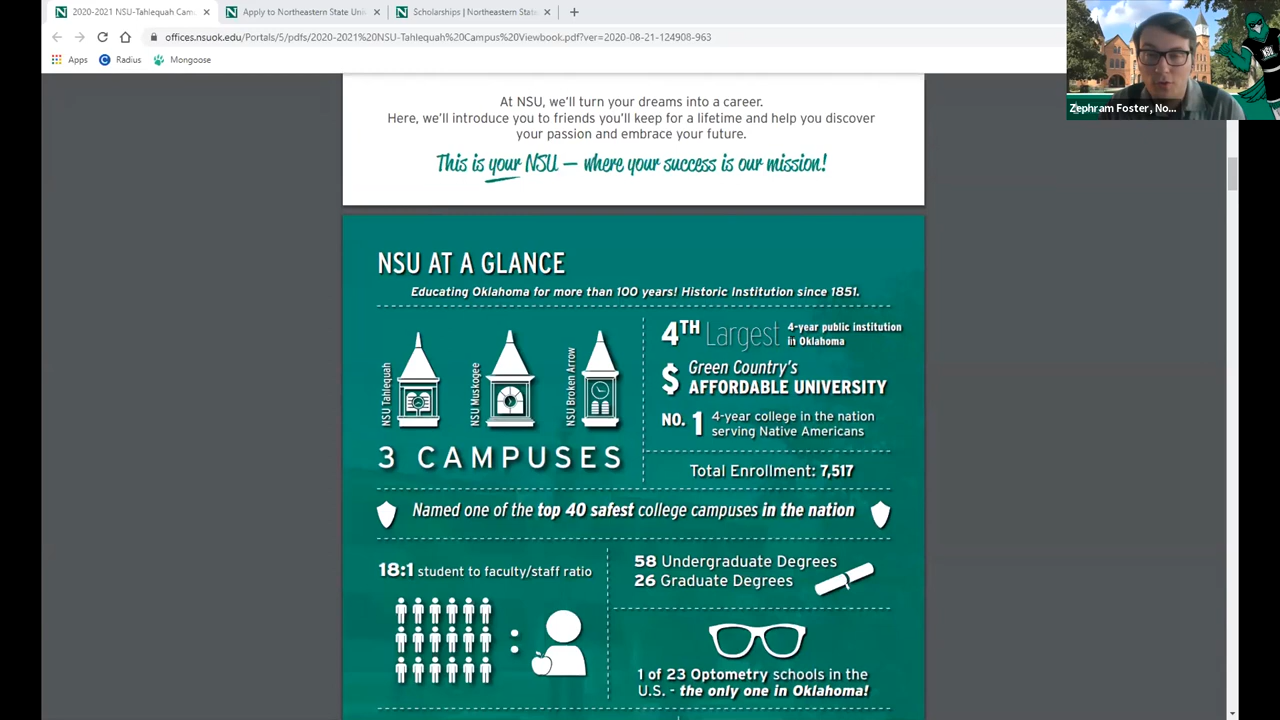 2020-2021 NSU-Tahlequah Cam
Apply to Northeastern State Uni
Scholarships | Northeastern State
offices.nsuok.edu/Portals/5/pdfs/2020-2021%20NSU-Tahlequah%20Campus%20Viewbook.pdf?ver=2020-08-21-124908-963
Apps
Radius
Mongoose
Zephram Foster, No...
At NSU, we'll turn your dreams into a career.
Here, we'll introduce you to friends you'll keep for a lifetime and help you discover
your passion and embrace your future.
This is your NSU — where your success is our mission!
NSU AT A GLANCE
Educating Oklahoma for more than 100 years! Historic Institution since 1851.
NSU Tahlequah
NSU Muskogee
NSU Broken Arrow
3 CAMPUSES
4TH Largest 4-year public institution
in Oklahoma
$ Green Country's
AFFORDABLE UNIVERSITY
NO. 1 4-year college in the nation
serving Native Americans
Total Enrollment: 7,517
Named one of the top 40 safest college campuses in the nation
18:1 student to faculty/staff ratio
:
58 Undergraduate Degrees
26 Graduate Degrees
1 of 23 Optometry schools in the
U.S. - the only one in Oklahoma!